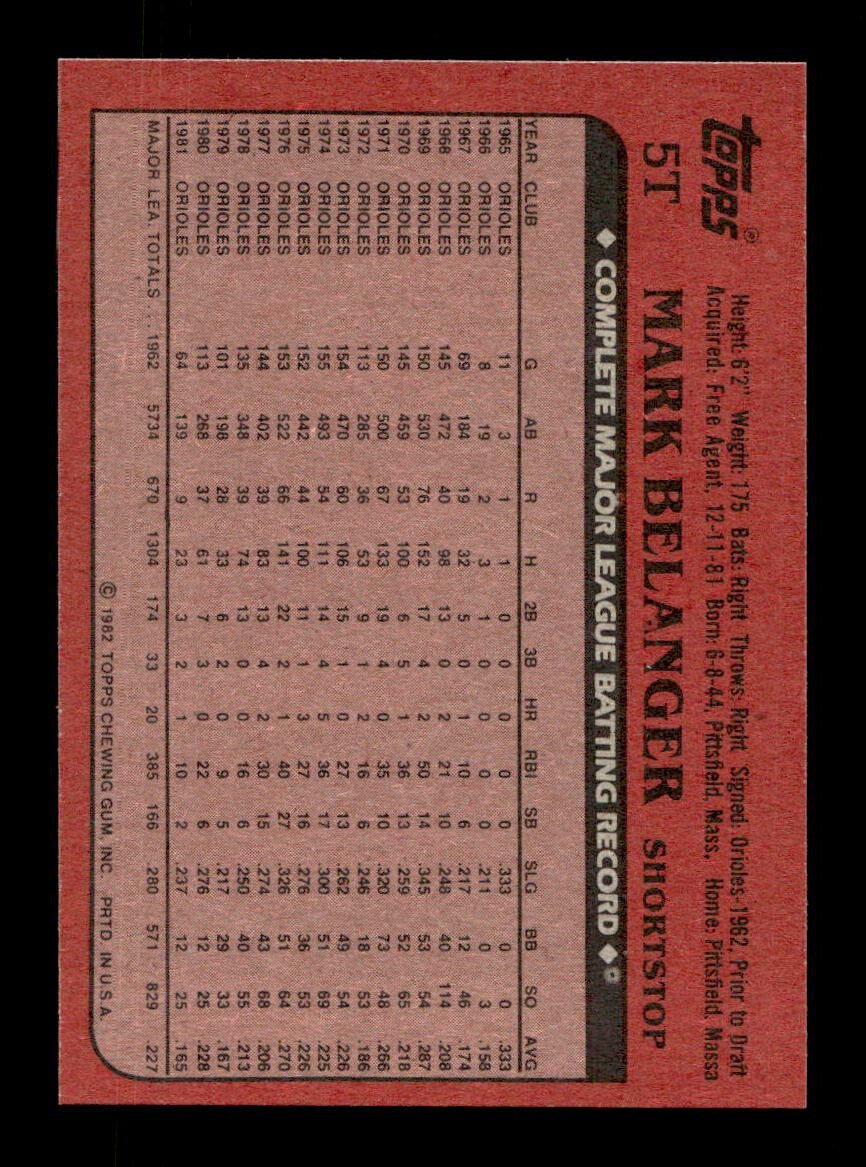 Topps®
Height: 6'2" Weight: 175 Bats: Right Throws: Right Signed: Orioles-1962, Prior to Draft
Acquired: Free Agent, 12-11-81 Born: 6-8-44, Pittsfield, Mass. Home: Pittsfield, Massa
5T MARK BELANGER SHORTSTOP
◆ COMPLETE MAJOR LEAGUE BATTING RECORD ◆
YEAR CLUB G AB R H 2B 3B HR RBI SB SLG BB SO AVG
1965 ORIOLES 11 3 1 1 0 0 0 0 0 .333 0 0 .333
1966 ORIOLES 8 19 2 3 1 0 0 0 0 .211 0 3 .158
1967 ORIOLES 69 184 19 32 5 0 1 10 6 .217 12 46 .174
1968 ORIOLES 145 472 40 98 13 0 2 21 10 .248 40 114 .208
1969 ORIOLES 150 530 76 152 17 4 2 50 14 .345 53 54 .287
1970 ORIOLES 145 459 53 100 6 5 1 36 13 .259 52 65 .218
1971 ORIOLES 150 500 67 133 19 4 0 35 10 .320 73 48 .266
1972 ORIOLES 113 285 36 53 9 1 2 16 6 .246 18 53 .186
1973 ORIOLES 154 470 60 106 15 1 0 27 13 .262 49 54 .226
1974 ORIOLES 155 493 54 111 14 4 5 36 17 .300 51 69 .225
1975 ORIOLES 152 442 44 100 11 1 3 27 16 .276 36 53 .226
1976 ORIOLES 153 522 66 141 22 2 1 40 27 .326 51 64 .270
1977 ORIOLES 144 402 39 83 13 4 2 30 15 .274 43 68 .206
1978 ORIOLES 135 348 39 74 13 0 0 16 6 .250 40 55 .213
1979 ORIOLES 101 198 28 33 6 2 0 9 5 .217 29 33 .167
1980 ORIOLES 113 268 37 61 7 3 0 22 6 .276 12 25 .228
1981 ORIOLES 64 139 9 23 3 2 1 10 2 .237 12 25 .165
MAJOR LEA. TOTALS . . . 1962 5734 670 1304 174 33 20 385 166 .280 571 829 .227
© 1982 TOPPS CHEWING GUM, INC. PRTD. IN U.S.A.